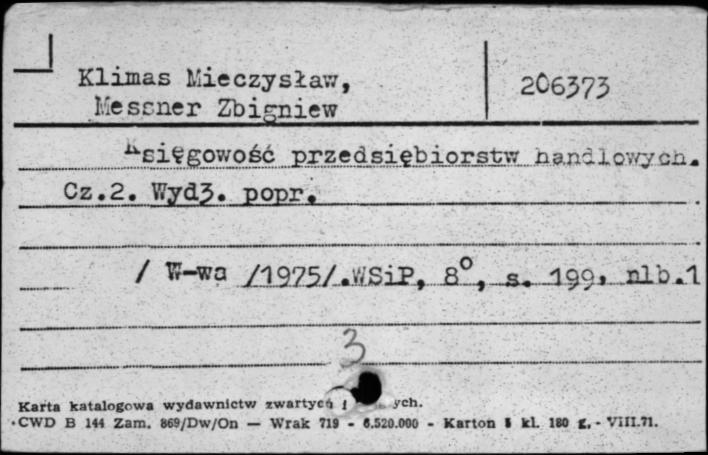 Klimas Mieczysław,
Messner Zbigniew
206373
Księgowość przedsiębiorstw handlowych.
Cz.2. Wyd3. popr.
/ W-wa /1975/.WSiP, 8°, s. 199, nlb.1
3
Karta katalogowa wydawnictw zwartych i ych.
CWD B 144 Zam. 869/Dw/On — Wrak 719 - 6.520.000 - Karton kl. 180 g. - VIII.71.